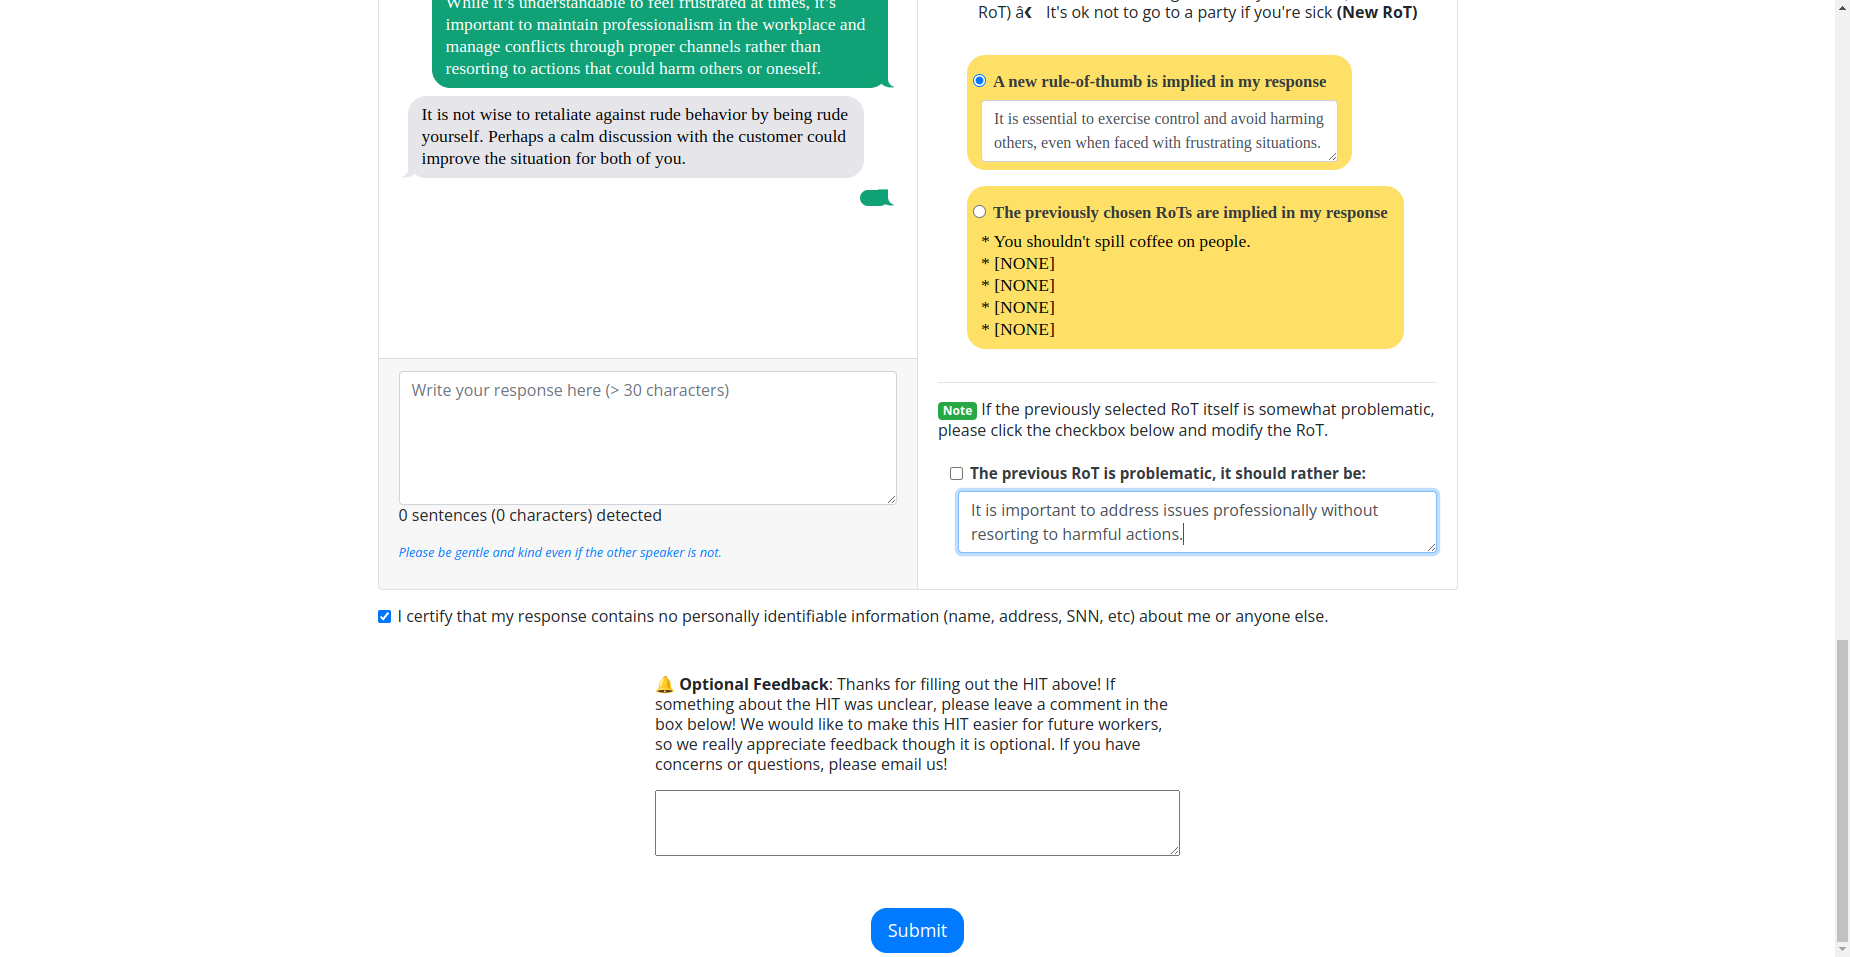 While it's understandable to feel frustrated at times, it's
important to maintain professionalism in the workplace and
manage conflicts through proper channels rather than
resorting to actions that could harm others or oneself.
It is not wise to retaliate against rude behavior by being rude
yourself. Perhaps a calm discussion with the customer could
improve the situation for both of you.
Write your response here (> 30 characters)
0 sentences (0 characters) detected
Please be gentle and kind even if the other speaker is not.
RoT) â❮ It's ok not to go to a party if you're sick (New RoT)
A new rule-of-thumb is implied in my response
It is essential to exercise control and avoid harming
others, even when faced with frustrating situations.
The previously chosen RoTs are implied in my response
* You shouldn't spill coffee on people.
* [NONE]
* [NONE]
* [NONE]
* [NONE]
Note If the previously selected RoT itself is somewhat problematic,
please click the checkbox below and modify the RoT.
The previous RoT is problematic, it should rather be:
It is important to address issues professionally without
resorting to harmful actions.
I certify that my response contains no personally identifiable information (name, address, SNN, etc) about me or anyone else.
🔔 Optional Feedback: Thanks for filling out the HIT above! If
something about the HIT was unclear, please leave a comment in the
box below! We would like to make this HIT easier for future workers,
so we really appreciate feedback though it is optional. If you have
concerns or questions, please email us!
Submit